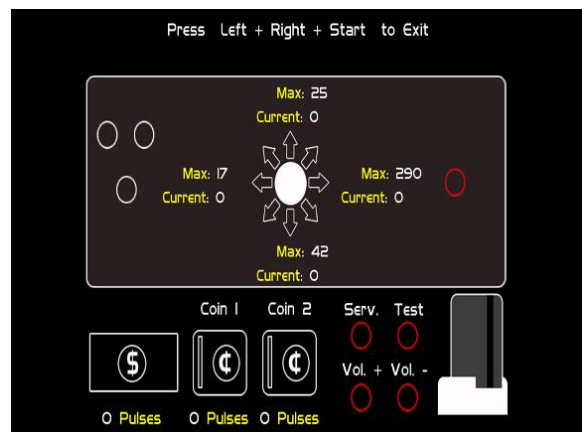 Press Left + Right + Start to Exit
Max: 25
Current: 0
Max: 17
Current: 0
Max: 290
Current: 0
Max: 42
Current: 0
Coin 1 Coin 2 Serv. Test
$ ¢ ¢
Vol. + Vol. -
0 Pulses 0 Pulses 0 Pulses